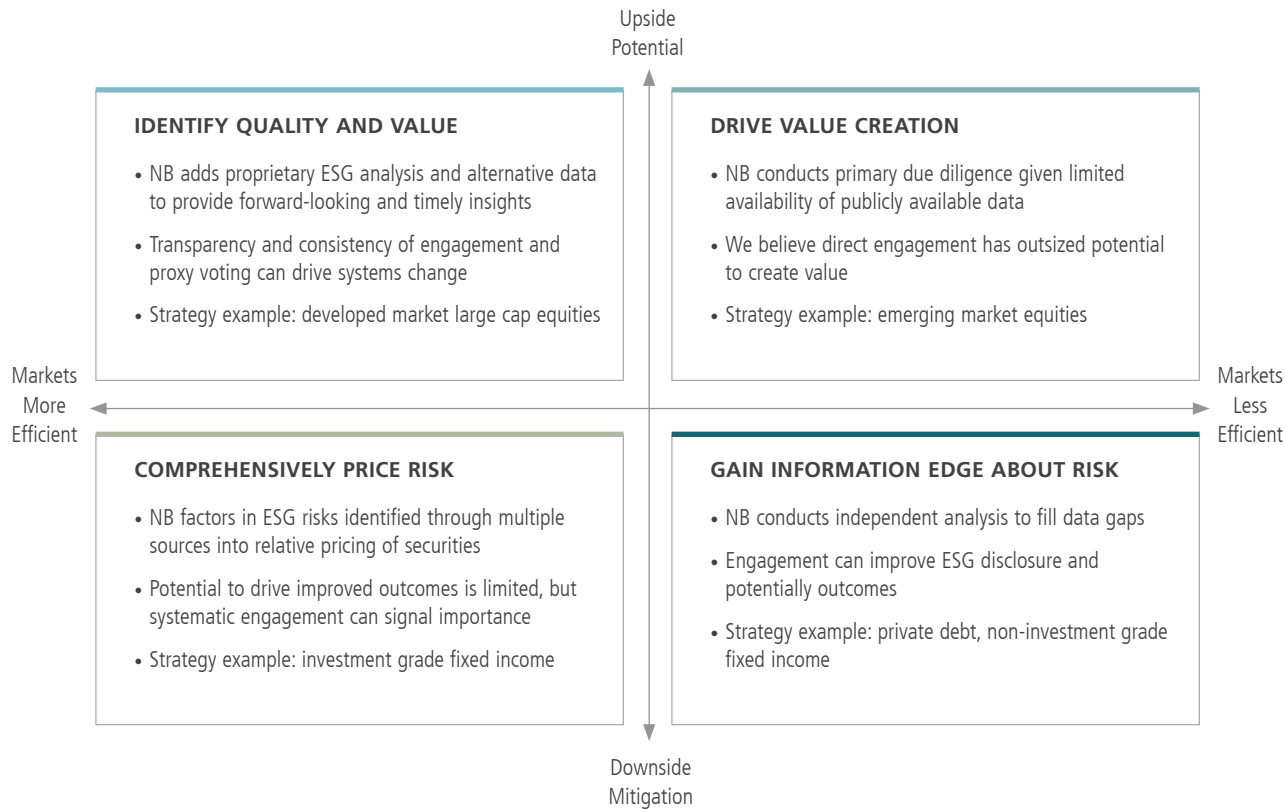 Upside
Potential
IDENTIFY QUALITY AND VALUE
• NB adds proprietary ESG analysis and alternative data
to provide forward-looking and timely insights
• Transparency and consistency of engagement and
proxy voting can drive systems change
• Strategy example: developed market large cap equities
DRIVE VALUE CREATION
• NB conducts primary due diligence given limited
availability of publicly available data
• We believe direct engagement has outsized potential
to create value
• Strategy example: emerging market equities
Markets
More
Efficient
Markets
Less
Efficient
COMPREHENSIVELY PRICE RISK
• NB factors in ESG risks identified through multiple
sources into relative pricing of securities
• Potential to drive improved outcomes is limited, but
systematic engagement can signal importance
• Strategy example: investment grade fixed income
GAIN INFORMATION EDGE ABOUT RISK
• NB conducts independent analysis to fill data gaps
• Engagement can improve ESG disclosure and
potentially outcomes
• Strategy example: private debt, non-investment grade
fixed income
Downside
Mitigation